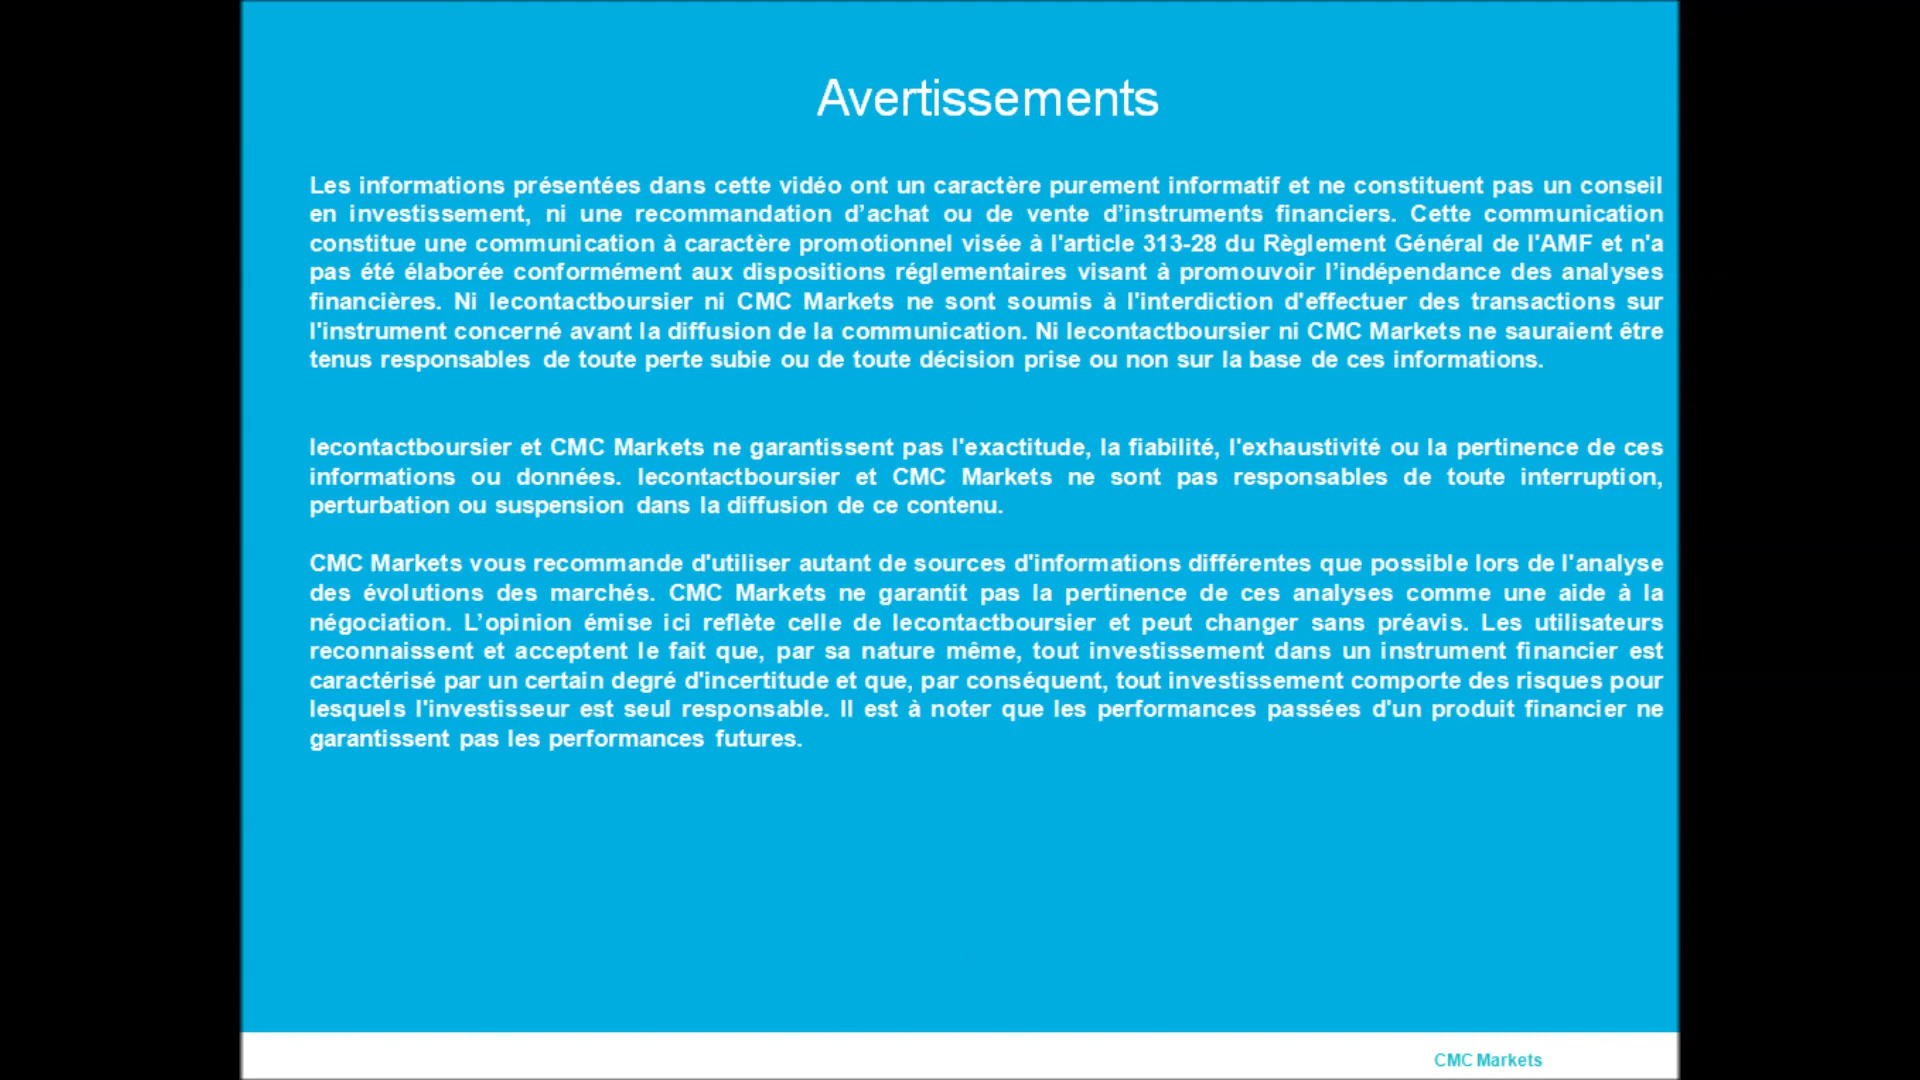 Avertissements
Les informations présentées dans cette vidéo ont un caractère purement informatif et ne constituent pas un conseil
en investissement, ni une recommandation d’achat ou de vente d’instruments financiers. Cette communication
constitue une communication à caractère promotionnel visée à l'article 313-28 du Règlement Général de l'AMF et n'a
pas été élaborée conformément aux dispositions réglementaires visant à promouvoir l’indépendance des analyses
financières. Ni lecontactboursier ni CMC Markets ne sont soumis à l'interdiction d'effectuer des transactions sur
l'instrument concerné avant la diffusion de la communication. Ni lecontactboursier ni CMC Markets ne sauraient être
tenus responsables de toute perte subie ou de toute décision prise ou non sur la base de ces informations.
lecontactboursier et CMC Markets ne garantissent pas l'exactitude, la fiabilité, l'exhaustivité ou la pertinence de ces
informations ou données. lecontactboursier et CMC Markets ne sont pas responsables de toute interruption,
perturbation ou suspension dans la diffusion de ce contenu.
CMC Markets vous recommande d'utiliser autant de sources d'informations différentes que possible lors de l'analyse
des évolutions des marchés. CMC Markets ne garantit pas la pertinence de ces analyses comme une aide à la
négociation. L’opinion émise ici reflète celle de lecontactboursier et peut changer sans préavis. Les utilisateurs
reconnaissent et acceptent le fait que, par sa nature même, tout investissement dans un instrument financier est
caractérisé par un certain degré d'incertitude et que, par conséquent, tout investissement comporte des risques pour
lesquels l'investisseur est seul responsable. Il est à noter que les performances passées d'un produit financier ne
garantissent pas les performances futures.
CMC Markets